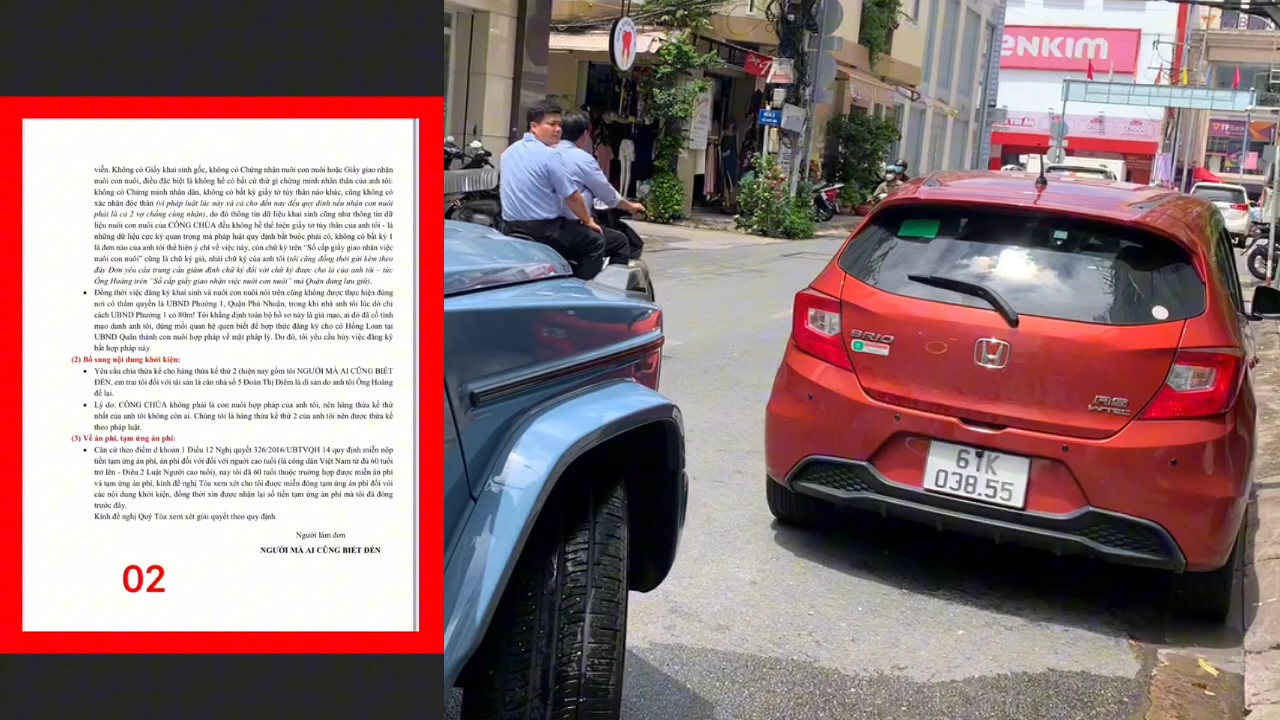 viễn. Không có Giấy khai sinh gốc, không có Chứng nhận nuôi con nuôi hoặc Giấy giao nhận
nuôi con nuôi, điều đặc biệt là không hề có bất cứ thứ gì chứng minh nhân thân của anh tôi:
không có Chứng minh nhân dân, không có bất kỳ giấy tờ tùy thân nào khác, cũng không có
xác nhận độc thân (vì pháp luật lúc này và cả cho đến nay đều quy định nếu nhận con nuôi
phải là cả 2 vợ chồng cùng nhận), do đó thông tin dữ liệu khai sinh cũng như thông tin dữ
liệu nuôi con nuôi của CÔNG CHÚA đều không hề thể hiện giấy tờ tùy thân của anh tôi - là
những dữ liệu cực kỳ quan trọng mà pháp luật quy định bắt buộc phải có, không có bất kỳ 1
lá đơn nào của anh tôi thể hiện ý chí về việc này, còn chữ ký trên "Sổ cấp giấy giao nhận việc
nuôi con nuôi" cũng là chữ ký giả, nhái chữ ký của anh tôi (tôi cũng đồng thời gửi kèm theo
đây Đơn yêu cầu trưng cầu giám định chữ ký đối với chữ ký được cho là của anh tôi – tức
Ông Hoàng trên "Sổ cấp giấy giao nhận việc nuôi con nuôi" mà Quận đang lưu giữ).
• Đồng thời việc đăng ký khai sinh và nuôi con nuôi nói trên cũng không được thực hiện đúng
nơi có thẩm quyền là UBND Phường 1, Quận Phú Nhuận, trong khi nhà anh tôi lúc đó chỉ
cách UBND Phường 1 có 80m! Tôi khẳng định toàn bộ hồ sơ này là giả mạo, ai đó đã cố tình
mạo danh anh tôi, dùng mối quan hệ quen biết để hợp thức đăng ký cho cô Hồng Loan tại
UBND Quận thành con nuôi hợp pháp về mặt pháp lý. Do đó, tôi yêu cầu hủy việc đăng ký
bất hợp pháp này.
(2) Bổ sung nội dung khởi kiện:
• Yêu cầu chia thừa kế cho hàng thừa kế thứ 2 (hiện nay gồm tôi NGƯỜI MÀ AI CŨNG BIẾT
ĐẾN, em trai tôi đối với tài sản là căn nhà số 5 Đoàn Thị Điểm là di sản do anh tôi Ông Hoàng
để lại.
• Lý do: CÔNG CHÚA không phải là con nuôi hợp pháp của anh tôi, nên hàng thừa kế thứ
nhất của anh tôi không còn ai. Chúng tôi là hàng thừa kế thứ 2 của anh tôi nên được thừa kế
theo pháp luật.
(3) Về án phí, tạm ứng án phí:
• Căn cứ theo điểm d khoản 1 Điều 12 Nghị quyết 326/2016/UBTVQH 14 quy định miễn nộp
tiền tạm ứng án phí, án phí đối với đối với người cao tuổi (là công dân Việt Nam từ đủ 60 tuổi
trở lên - Điều 2 Luật Người cao tuổi), nay tôi đã 60 tuổi thuộc trường hợp được miễn án phí
và tạm ứng án phí, kính đề nghị Tòa xem xét cho tôi được miễn đóng tạm ứng án phí đối với
các nội dung khởi kiện, đồng thời xin được nhận lại số tiền tạm ứng án phí mà tôi đã đóng
trước đây.
Kính đề nghị Quý Tòa xem xét giải quyết theo quy định.
Người làm đơn
NGƯỜI MÀ AI CŨNG BIẾT ĐẾN
02
ENKIM
TPBank
BRIO
RS
iVTEC
61K
038.55